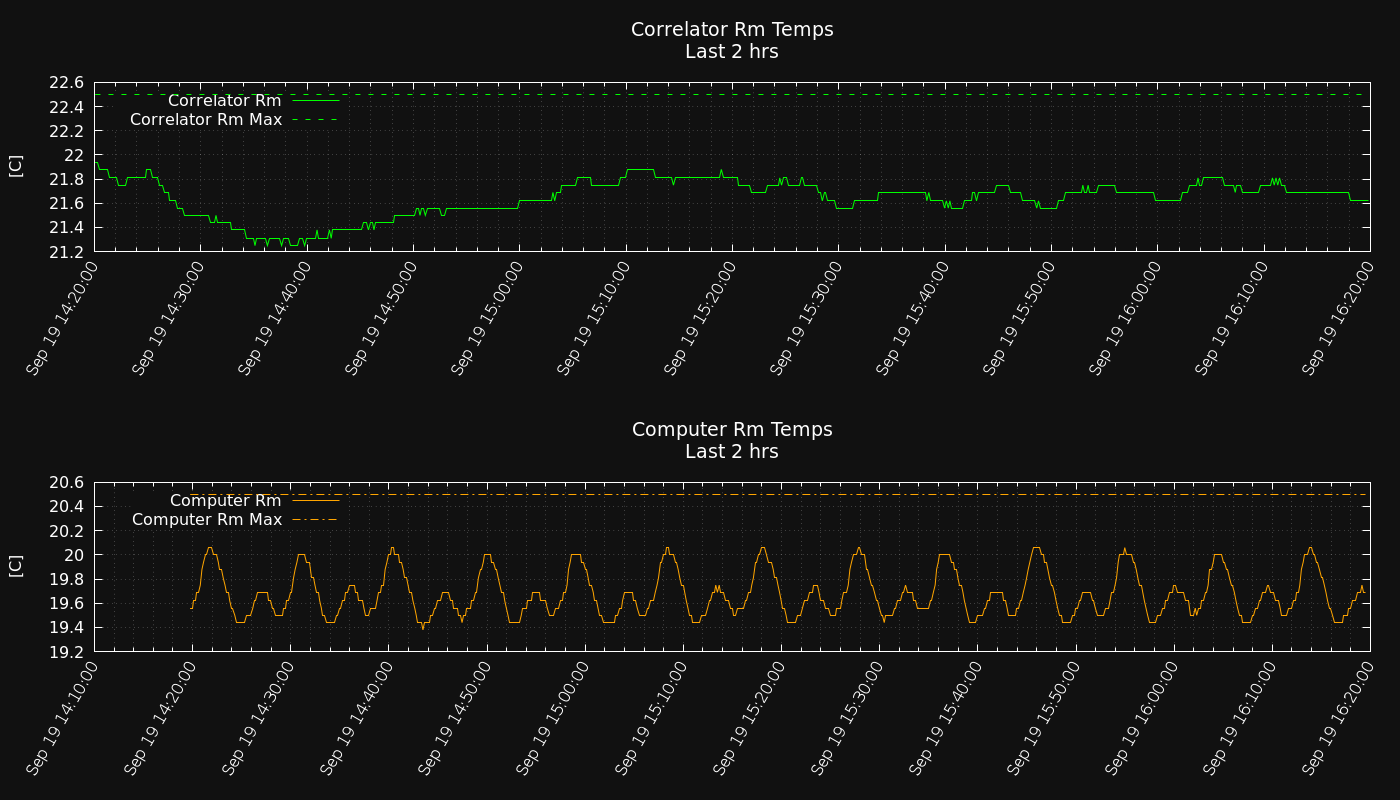 Correlator Rm Temps
Last 2 hrs
22.6
22.4
22.2
22
21.8
21.6
21.4
21.2
[C]
Correlator Rm
Correlator Rm Max
Sep 19 14:20:00
Sep 19 14:30:00
Sep 19 14:40:00
Sep 19 14:50:00
Sep 19 15:00:00
Sep 19 15:10:00
Sep 19 15:20:00
Sep 19 15:30:00
Sep 19 15:40:00
Sep 19 15:50:00
Sep 19 16:00:00
Sep 19 16:10:00
Sep 19 16:20:00
Computer Rm Temps
Last 2 hrs
20.6
20.4
20.2
20
19.8
19.6
19.4
19.2
[C]
Computer Rm
Computer Rm Max
Sep 19 14:10:00
Sep 19 14:20:00
Sep 19 14:30:00
Sep 19 14:40:00
Sep 19 14:50:00
Sep 19 15:00:00
Sep 19 15:10:00
Sep 19 15:20:00
Sep 19 15:30:00
Sep 19 15:40:00
Sep 19 15:50:00
Sep 19 16:00:00
Sep 19 16:10:00
Sep 19 16:20:00